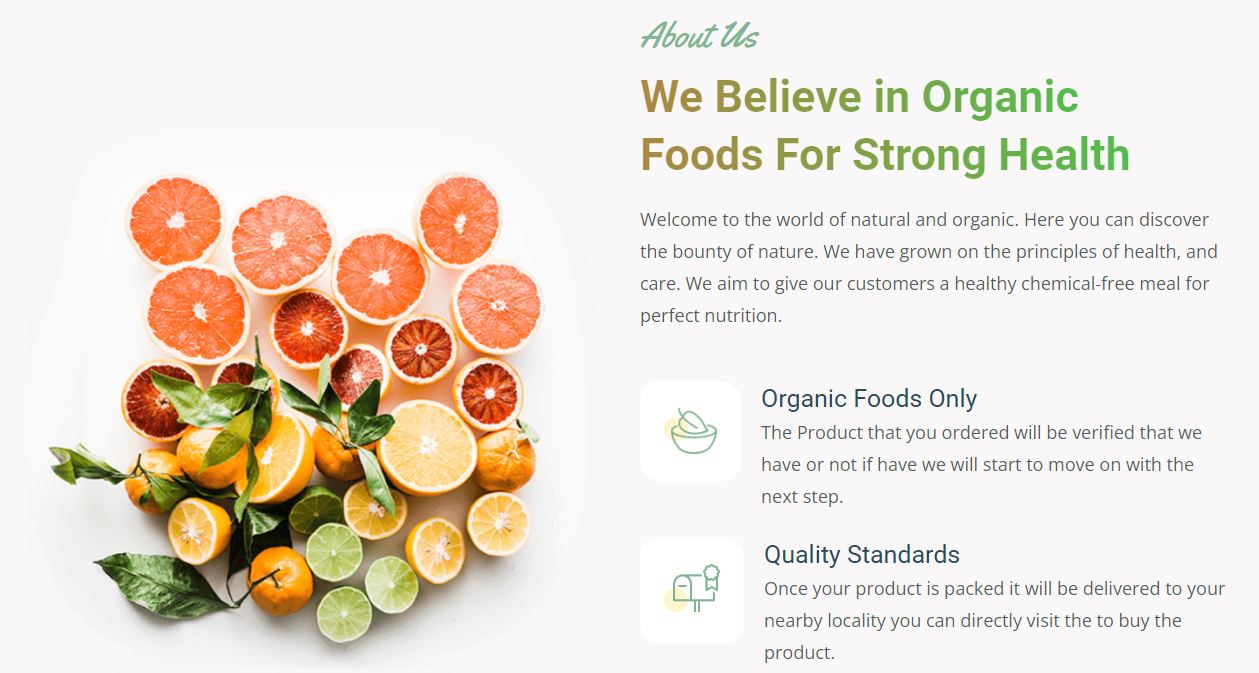 About Us
We Believe in Organic
Foods For Strong Health
Welcome to the world of natural and organic. Here you can discover
the bounty of nature. We have grown on the principles of health, and
care. We aim to give our customers a healthy chemical-free meal for
perfect nutrition.
Organic Foods Only
The Product that you ordered will be verified that we
have or not if have we will start to move on with the
next step.
Quality Standards
Once your product is packed it will be delivered to your
nearby locality you can directly visit the to buy the
product.